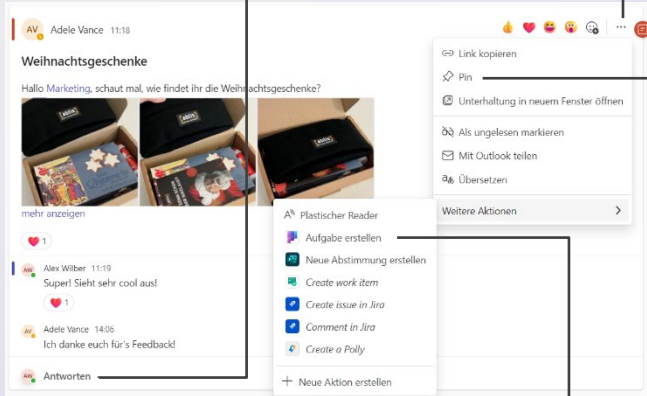 AV Adele Vance 11:18
Weihnachtsgeschenke
Hallo Marketing, schaut mal, wie findet ihr die Weihnachtsgeschenke?
mehr anzeigen
1
AW Alex Wilber 11:19
Super! Sieht sehr cool aus!
1
AV Adele Vance 14:06
Ich danke euch für's Feedback!
AW Antworten
Link kopieren
Pin
Unterhaltung in neuem Fenster öffnen
Als ungelesen markieren
Mit Outlook teilen
Übersetzen
Weitere Aktionen
Plastischer Reader
Aufgabe erstellen
Neue Abstimmung erstellen
Create work item
Create issue in Jira
Comment in Jira
Create a Polly
Neue Aktion erstellen